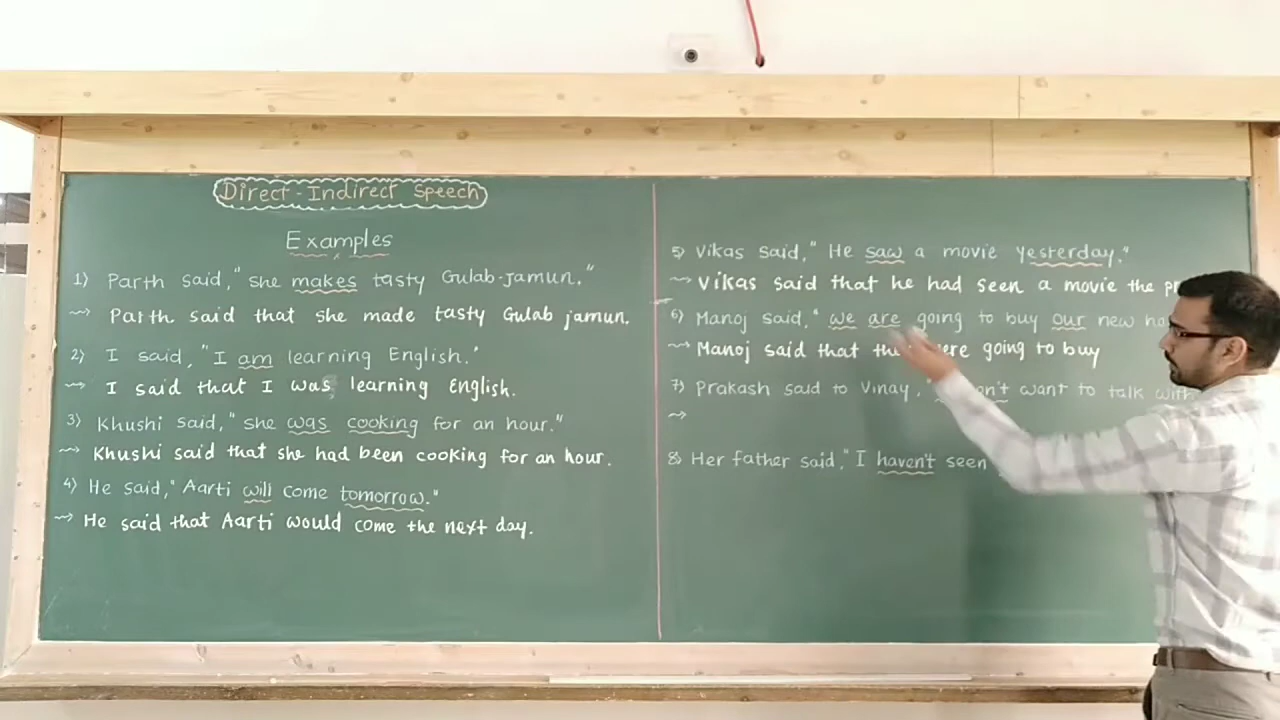 Direct-Indirect Speech
Examples
1) Parth said, "she makes tasty Gulab-jamun."
~> Parth said that she made tasty Gulab jamun.
2) I said, "I am learning English."
~> I said that I was learning English.
3) Khushi said, "she was cooking for an hour."
~> Khushi said that she had been cooking for an hour.
4) He said, "Aarti will come tomorrow."
~> He said that Aarti would come the next day.
5) Vikas said, "He saw a movie yesterday."
~> Vikas said that he had seen a movie the
6) Manoj said, "we are going to buy our new
~> Manoj said that going to buy
7) Prakash said to Vinay, want to talk with
~>
8) Her father said, "I haven't seen